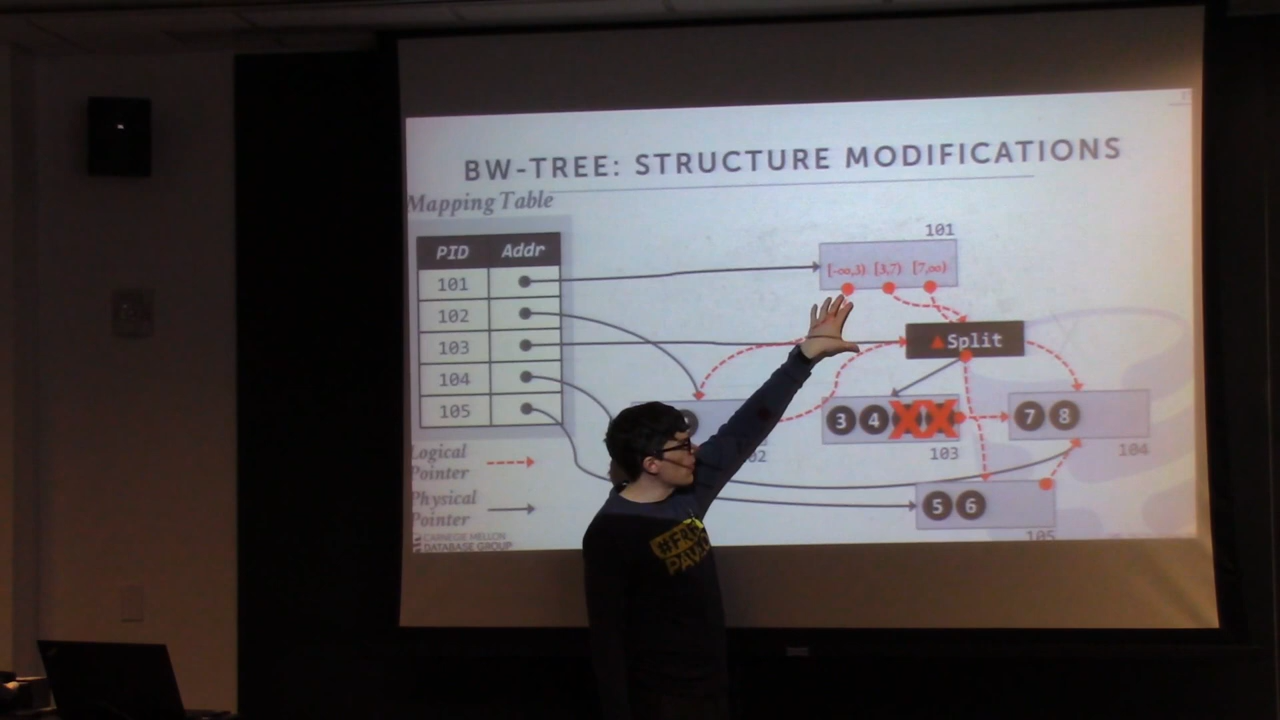 BW-TREE: STRUCTURE MODIFICATIONS
Mapping Table
PID Addr
101
102
103
104
105
Logical
Pointer
Physical
Pointer
CARNEGIE MELLON
DATABASE GROUP
101
[-∞,3) [3,7) [7,∞)
▲Split
3 4 X X
103
7 8
104
5 6
105